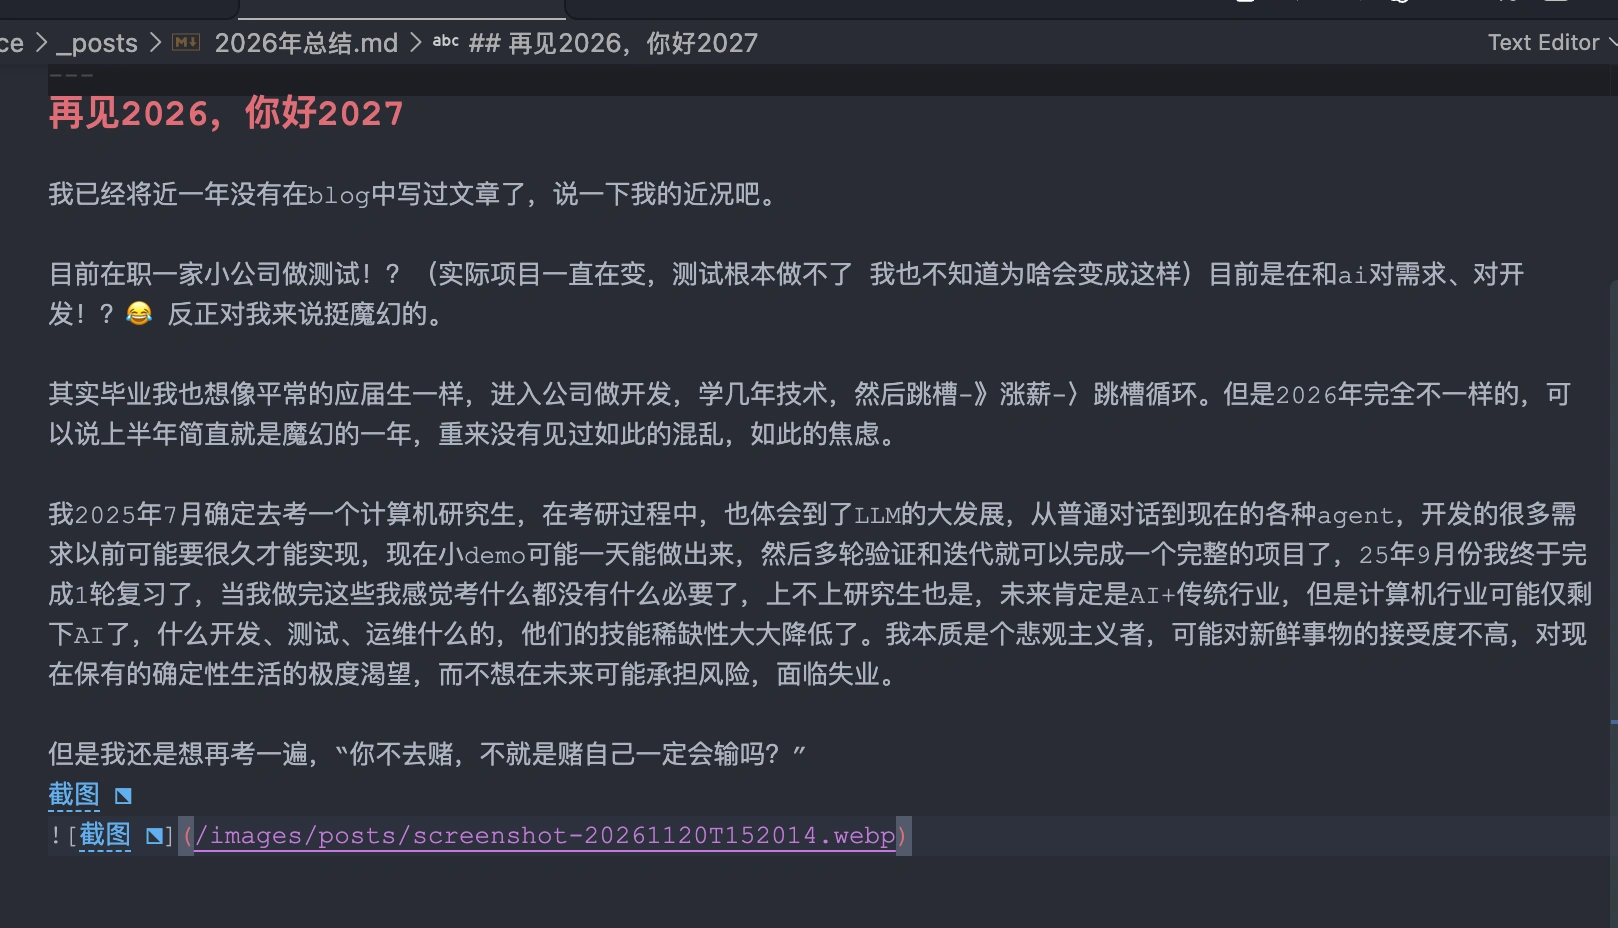 ce > _posts > M↓ 2026年总结.md > abc ## 再见2026，你好2027
Text Editor
---
再见2026，你好2027
我已经将近一年没有在blog中写过文章了，说一下我的近况吧。
目前在职一家小公司做测试！？（实际项目一直在变，测试根本做不了 我也不知道为啥会变成这样）目前是在和ai对需求、对开
发！？😂 反正对我来说挺魔幻的。
其实毕业我也想像平常的应届生一样，进入公司做开发，学几年技术，然后跳槽-》涨薪-〉跳槽循环。但是2026年完全不一样的，可
以说上半年简直就是魔幻的一年，重来没有见过如此的混乱，如此的焦虑。
我2025年7月确定去考一个计算机研究生，在考研过程中，也体会到了LLM的大发展，从普通对话到现在的各种agent，开发的很多需
求以前可能要很久才能实现，现在小demo可能一天能做出来，然后多轮验证和迭代就可以完成一个完整的项目了，25年9月份我终于完
成1轮复习了，当我做完这些我感觉考什么都没有什么必要了，上不上研究生也是，未来肯定是AI+传统行业，但是计算机行业可能仅剩
下AI了，什么开发、测试、运维什么的，他们的技能稀缺性大大降低了。我本质是个悲观主义者，可能对新鲜事物的接受度不高，对现
在保有的确定性生活的极度渴望，而不想在未来可能承担风险，面临失业。
但是我还是想再考一遍，“你不去赌，不就是赌自己一定会输吗？”
截图
![截图](/images/posts/screenshot-20261120T152014.webp)